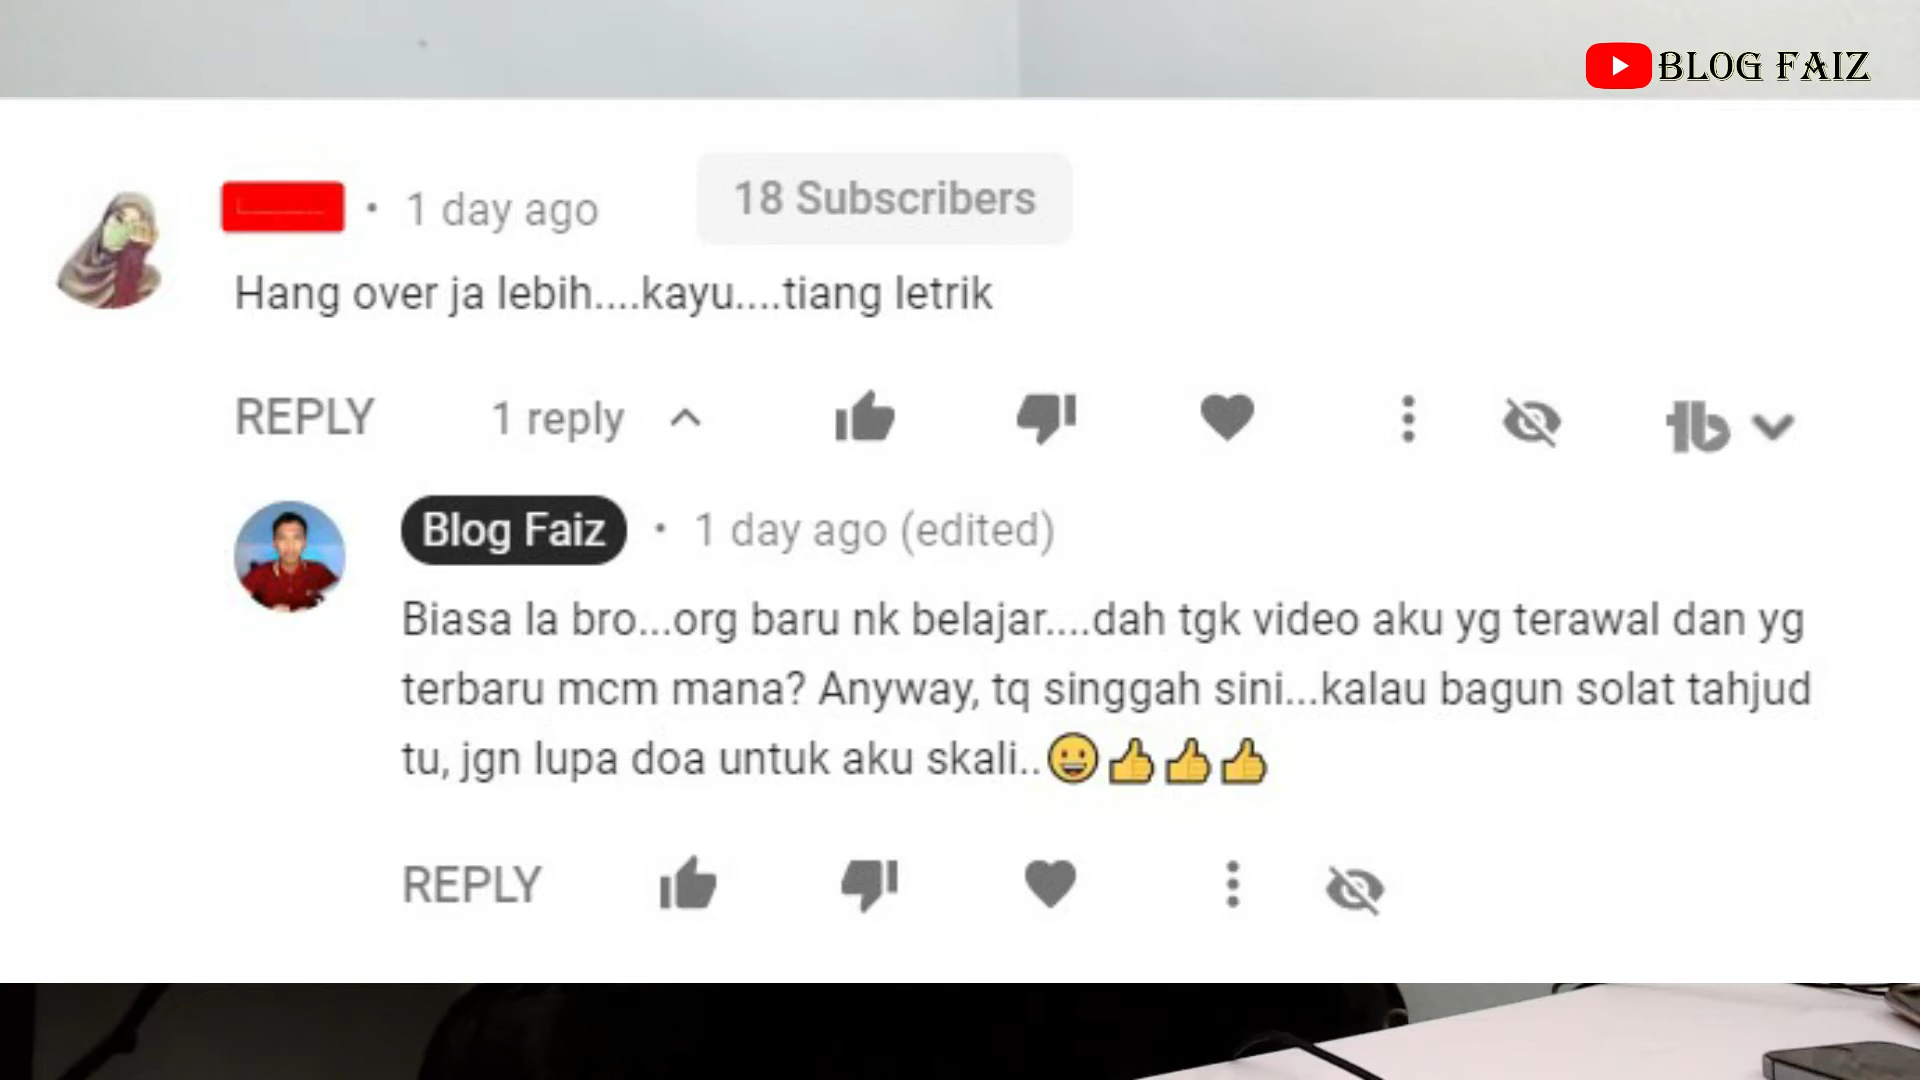 BLOG FAIZ
• 1 day ago
18 Subscribers
Hang over ja lebih....kayu....tiang letrik
REPLY 1 reply
Blog Faiz • 1 day ago (edited)
Biasa la bro...org baru nk belajar....dah tgk video aku yg terawal dan yg
terbaru mcm mana? Anyway, tq singgah sini...kalau bagun solat tahjud
tu, jgn lupa doa untuk aku skali..😀👍👍👍
REPLY